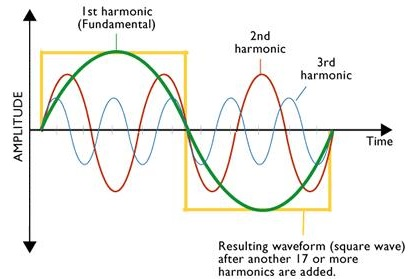 1st harmonic
(Fundamental)
2nd
harmonic
3rd
harmonic
AMPLITUDE
Time
Resulting waveform (square wave)
after another 17 or more
harmonics are added.